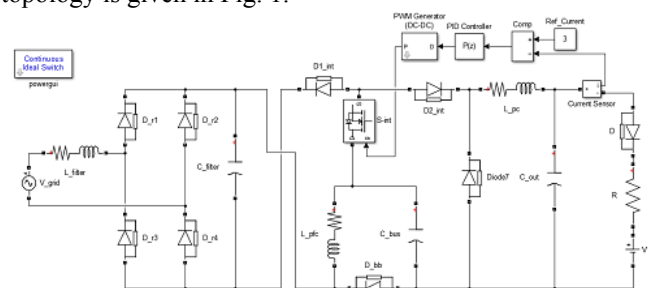 topology is given in Fig. 1.
PWM Generator
(DC-DC)
PID Controller
Comp
Ref_Current
P
D
P(z)
3
Continuous
Ideal Switch
powergui
D1_int
S-int
D2_int
L_pc
Current Sensor
D_r1
D_r2
L_filter
C_filter
V_grid
D_r3
D_r4
L_pfc
C_bus
D_bb
Diode7
C_out
D
R
V